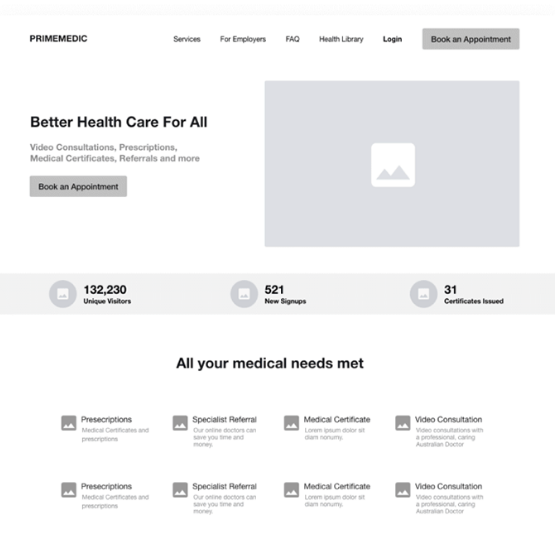 PRIMEMEDIC
Services
For Employers
FAQ
Health Library
Login
Book an Appointment
Better Health Care For All
Video Consultations, Prescriptions,
Medical Certificates, Referrals and more
Book an Appointment
132,230
Unique Visitors
521
New Signups
31
Certificates Issued
All your medical needs met
Presecriptions
Medical Certificates and
prescriptions
Specialist Referral
Our online doctors can
save you time and
money.
Medical Certificate
Lorem ipsum dolor sit
diam nonumy.
Video Consultation
Video consultations with
a professional, caring
Australian Doctor
Presecriptions
Medical Certificates and
prescriptions
Specialist Referral
Our online doctors can
save you time and
money.
Medical Certificate
Lorem ipsum dolor sit
diam nonumy.
Video Consultation
Video consultations with
a professional, caring
Australian Doctor